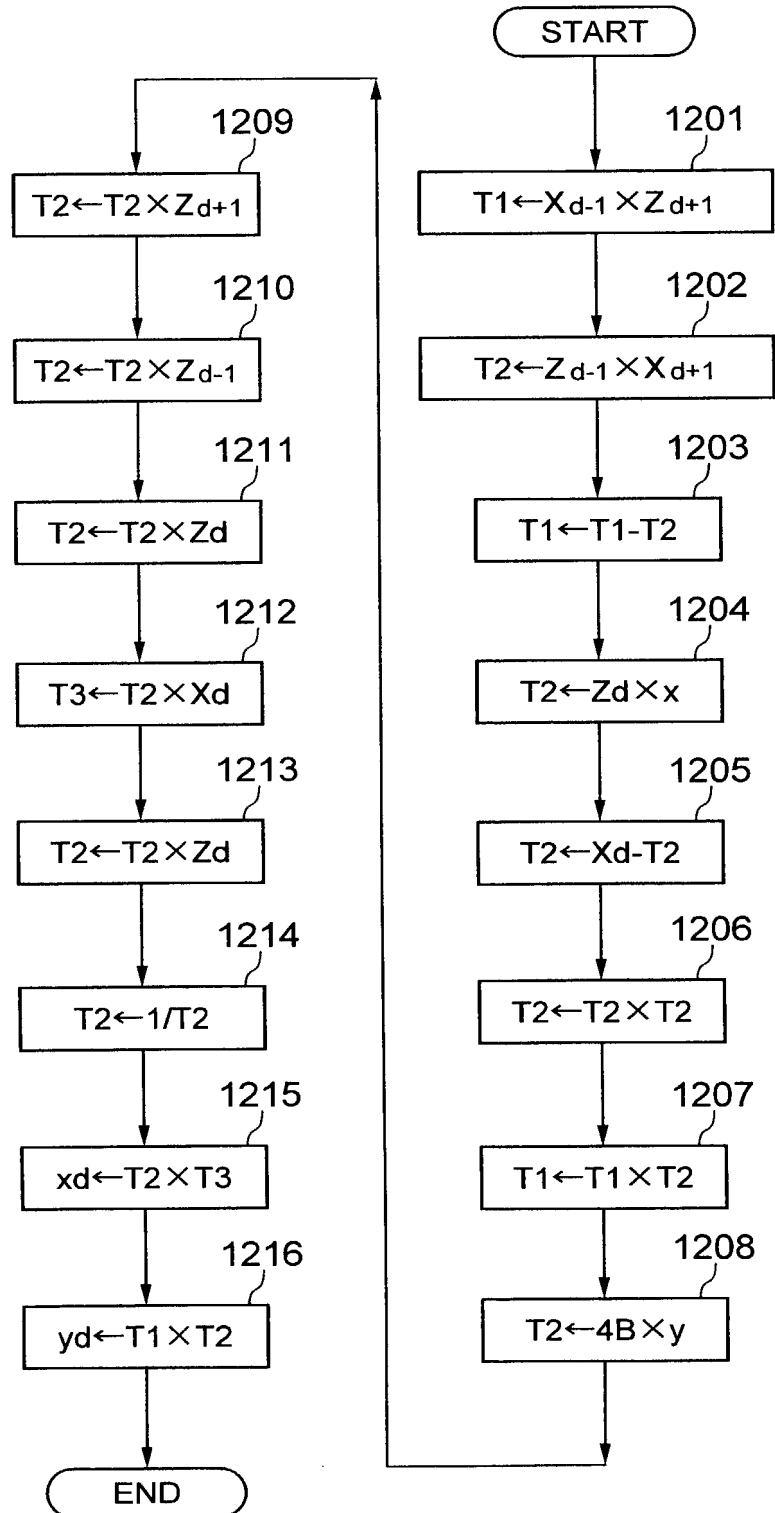 START
1201
T1←Xd-1×Zd+1
1202
T2←Zd-1×Xd+1
1203
T1←T1-T2
1204
T2←Zd×x
1205
T2←Xd-T2
1206
T2←T2×T2
1207
T1←T1×T2
1208
T2←4B×y
1209
T2←T2×Zd+1
1210
T2←T2×Zd-1
1211
T2←T2×Zd
1212
T3←T2×Xd
1213
T2←T2×Zd
1214
T2←1/T2
1215
xd←T2×T3
1216
yd←T1×T2
END